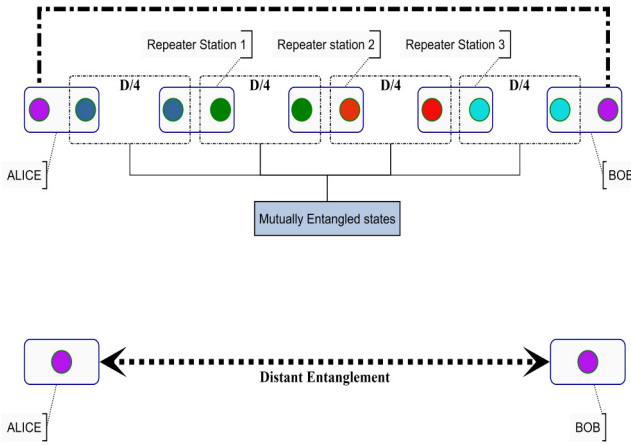 Repeater Station 1
Repeater station 2
Repeater Station 3
D/4
D/4
D/4
D/4
ALICE
BOB
Mutually Entangled states
Distant Entanglement
ALICE
BOB